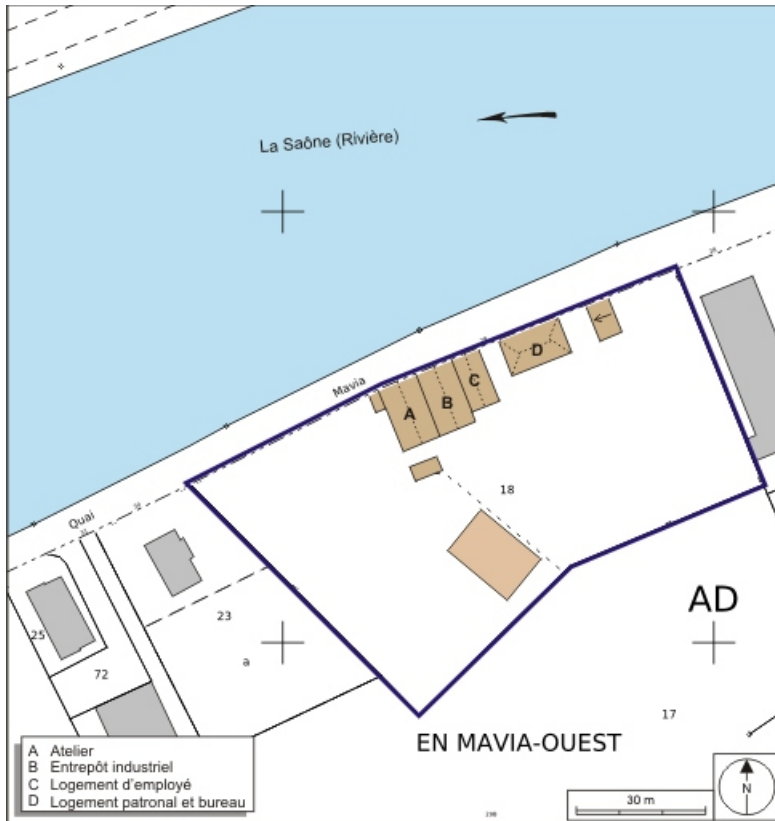 La Saône (Rivière)
Mavia
D
C
B
A
18
Quai
AD
23
25
a
72
17
EN MAVIA-OUEST
A Atelier
B Entrepôt industriel
C Logement d'employé
D Logement patronal et bureau
30 m
N